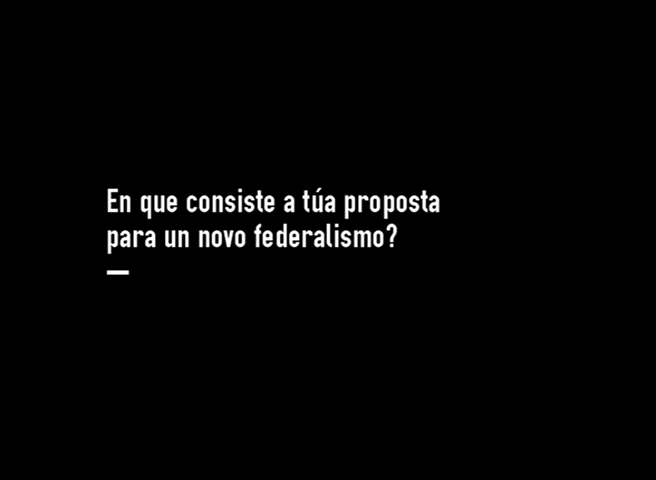 En que consiste a túa proposta
para un novo federalismo?